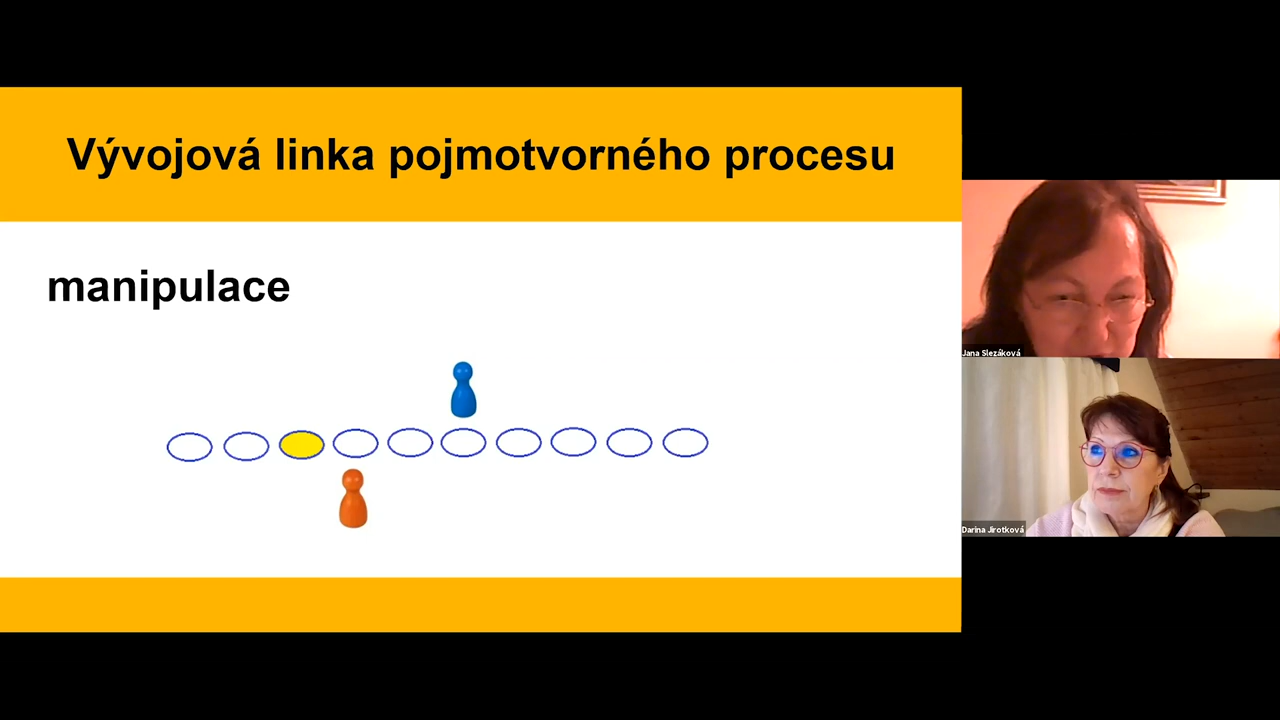 Vývojová linka pojmotvorného procesu
manipulace
Jana Slezáková
Darina Jirotková